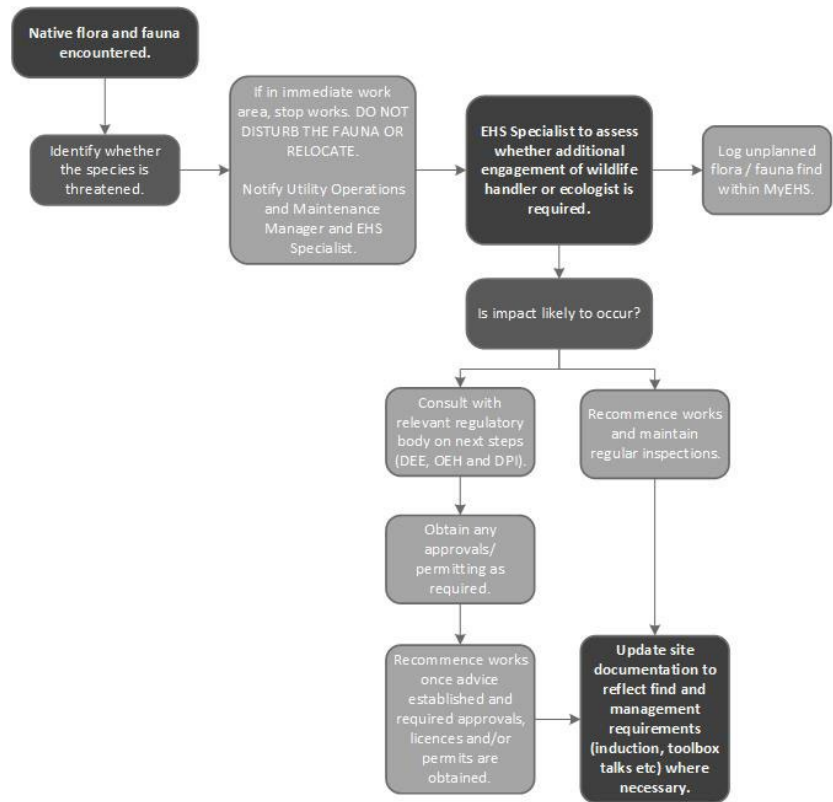 Native flora and fauna
encountered.
Identify whether
the species is
threatened.
If in immediate work
area, stop works. DO NOT
DISTURB THE FAUNA OR
RELOCATE.
Notify Utility Operations
and Maintenance
Manager and EHS
Specialist.
EHS Specialist to assess
whether additional
engagement of wildlife
handler or ecologist is
required.
Log unplanned
flora / fauna find
within MyEHS.
Is impact likely to occur?
Consult with
relevant regulatory
body on next steps
(DEE, OEH and DPI).
Recommence works
and maintain
regular inspections.
Obtain any
approvals/
permitting as
required.
Recommence works
once advice
established and
required approvals,
licences and/or
permits are
obtained.
Update site
documentation to
reflect find and
management
requirements
(induction, toolbox
talks etc) where
necessary.